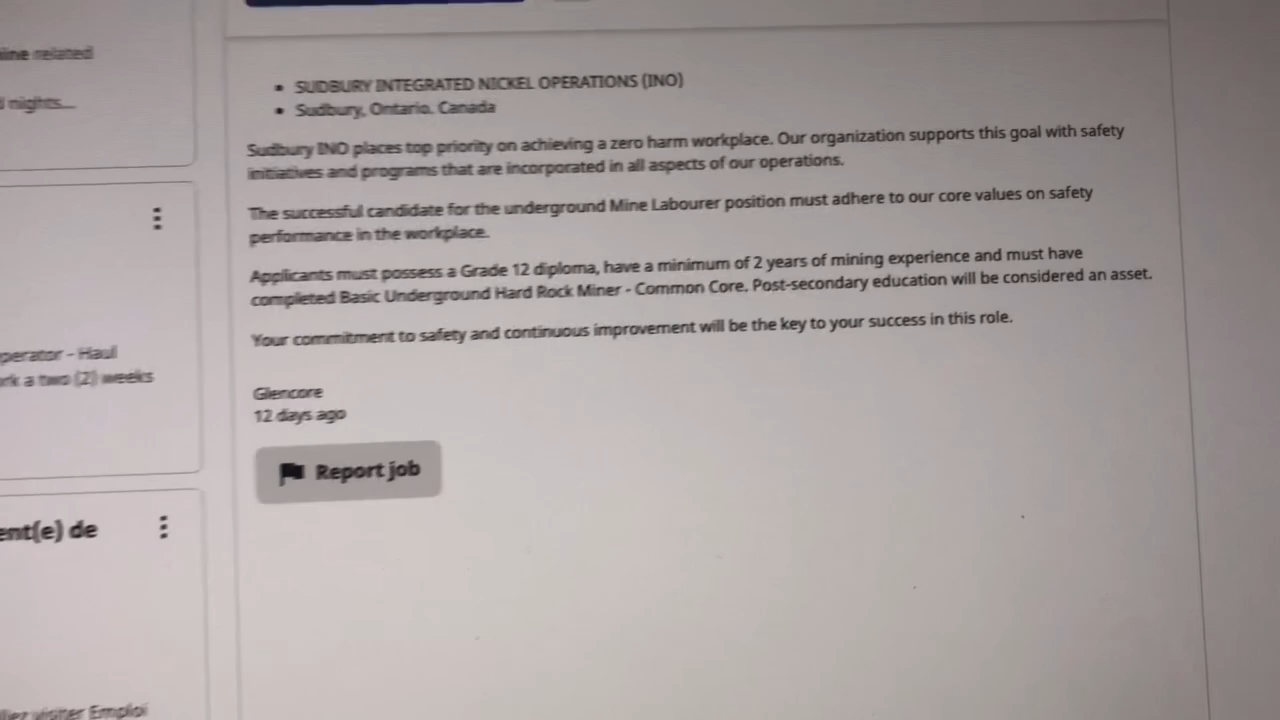 ine related
nights...
perator - Haul
rk a two (2) weeks
ent(e) de
visiter Emploi
SUDBURY INTEGRATED NICKEL OPERATIONS (INO)
Sudbury, Ontario. Canada
Sudbury INO places top priority on achieving a zero harm workplace. Our organization supports this goal with safety
initiatives and programs that are incorporated in all aspects of our operations.
The successful candidate for the underground Mine Labourer position must adhere to our core values on safety
performance in the workplace.
Applicants must possess a Grade 12 diploma, have a minimum of 2 years of mining experience and must have
completed Basic Underground Hard Rock Miner - Common Core. Post-secondary education will be considered an asset.
Your commitment to safety and continuous improvement will be the key to your success in this role.
Glencore
12 days ago
Report job